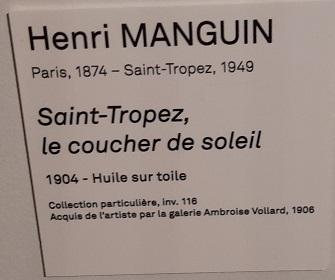 Henri MANGUIN
Paris, 1874 – Saint-Tropez, 1949
Saint-Tropez,
le coucher de soleil
1904 - Huile sur toile
Collection particulière, inv. 116
Acquis de l'artiste par la galerie Ambroise Vollard, 1906